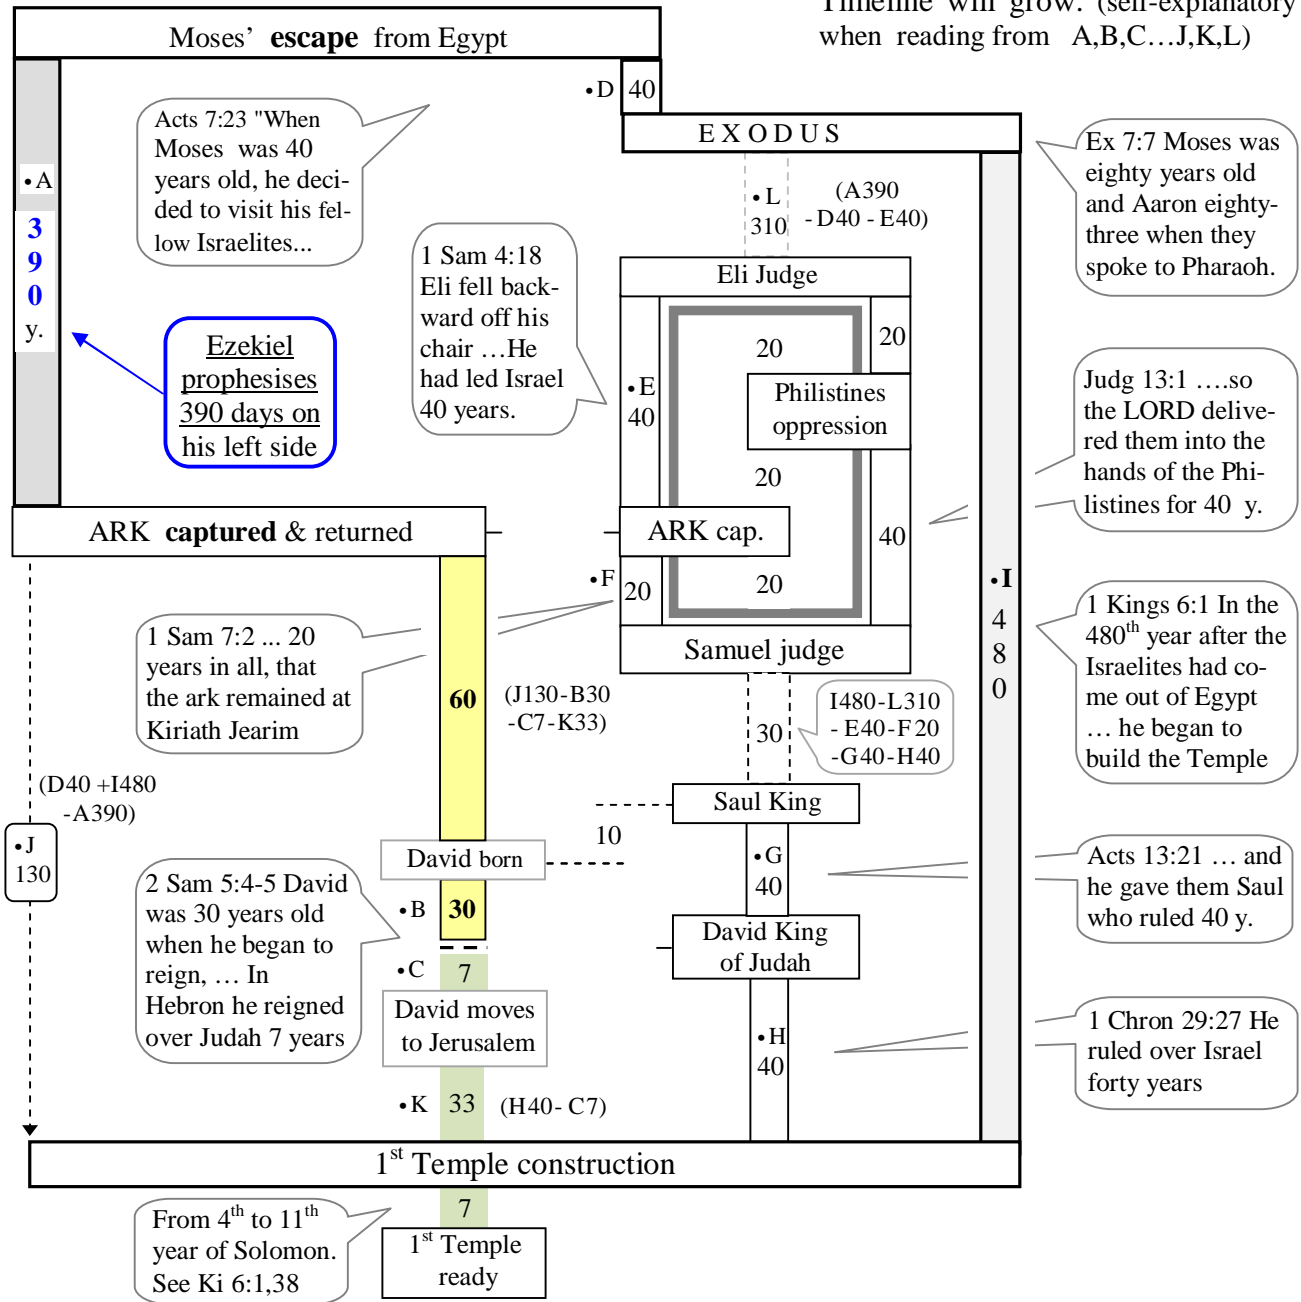 Timeline will grow. (self-explanatory
when reading from A,B,C…J,K,L)
Moses’ escape from Egypt
•D 40
EXODUS
Acts 7:23 "When
Moses was 40
years old, he deci-
ded to visit his fel-
low Israelites...
Ex 7:7 Moses was
eighty years old
and Aaron eighty-
three when they
spoke to Pharaoh.
•A
3
9
0
y.
•L
310
(A390
- D40 - E40)
1 Sam 4:18
Eli fell back-
ward off his
chair …He
had led Israel
40 years.
Eli Judge
Ezekiel
prophesises
390 days on
his left side
20
20
•E
40
Philistines
oppression
20
40
Judg 13:1 ….so
the LORD delive-
red them into the
hands of the Phi-
listines for 40 y.
ARK captured & returned
ARK cap.
•F
20
20
•I
4
8
0
Samuel judge
1 Sam 7:2 ... 20
years in all, that
the ark remained at
Kiriath Jearim
60
(J130-B30
-C7-K33)
30
I480-L310
- E40-F20
-G40-H40
1 Kings 6:1 In the
480th year after the
Israelites had co-
me out of Egypt
… he began to
build the Temple
(D40 +I480
-A390)
Saul King
10
•J
130
David born
•G
40
Acts 13:21 … and
he gave them Saul
who ruled 40 y.
2 Sam 5:4-5 David
was 30 years old
when he began to
reign, … In
Hebron he reigned
over Judah 7 years
•B 30
David King
of Judah
•C 7
David moves
to Jerusalem
•H
40
1 Chron 29:27 He
ruled over Israel
forty years
•K 33 (H40- C7)
1st Temple construction
7
From 4th to 11th
year of Solomon.
See Ki 6:1,38
1st Temple
ready